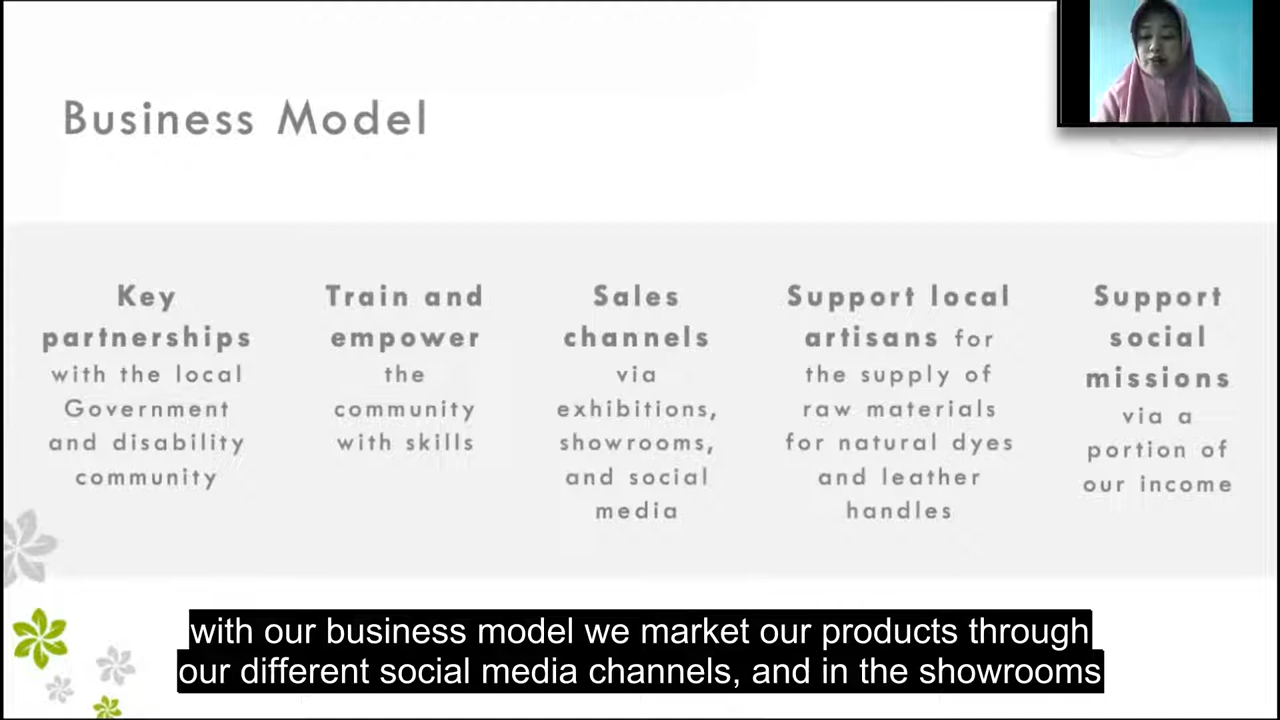 Business Model
Key
partnerships
with the local
Government
and disability
community
Train and
empower
the
community
with skills
Sales
channels
via
exhibitions,
showrooms,
and social
media
Support local
artisans for
the supply of
raw materials
for natural dyes
and leather
handles
Support
social
missions
via a
portion of
our income
with our business model we market our products through
our different social media channels, and in the showrooms